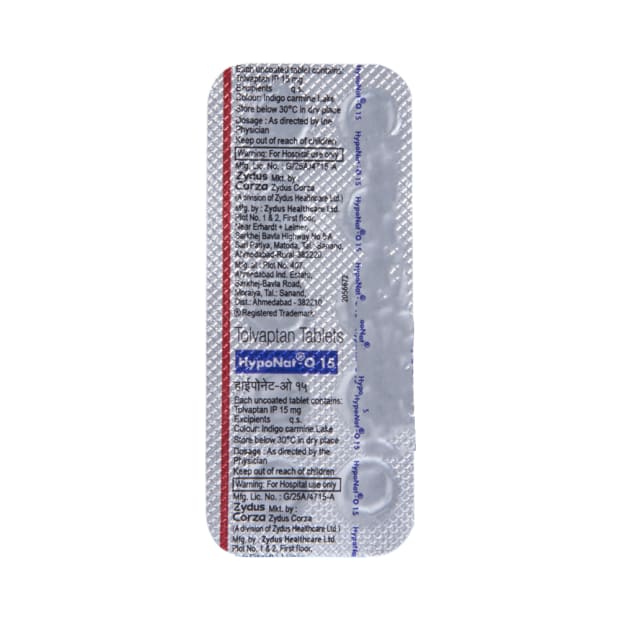 Each uncoated tablet contains:
Tolvaptan IP 15 mg
Excipients q.s.
Colour: Indigo carmine Lake
Store below 30°C in dry place
Dosage : As directed by the
Physician
Keep out of reach of children
Warning: For Hospital use only
Mfg. Lic. No. : G/25A/4715-A
Zydus Mkt. by :
Corza Zydus Corza
(A division of Zydus Healthcare Ltd.)
Mfg. by : Zydus Healthcare Ltd.
Plot No. 1 & 2, First floor,
Near Erhardt + Leimer,
Sarkhej Bavla Highway No 8A
Sari Patiya, Matoda, Tal.: Sanand,
Ahmedabad-Rural 382220
Mfg. at : Plot No. 407,
Ahmedabad Ind. Estate,
Sarkhej-Bavla Road,
Moraiya, Tal.: Sanand,
Dist.: Ahmedabad - 382210
® Registered Trademark
Tolvaptan Tablets
HypoNat®-O 15
हाईपोनेट-ओ १५
Each uncoated tablet contains:
Tolvaptan IP 15 mg
Excipients q.s.
Colour: Indigo carmine Lake
Store below 30°C in dry place
Dosage : As directed by the
Physician
Keep out of reach of children
Warning: For Hospital use only
Mfg. Lic. No. : G/25A/4715-A
Zydus Mkt. by :
Corza Zydus Corza
(A division of Zydus Healthcare Ltd.)
Mfg. by : Zydus Healthcare Ltd.
Plot No. 1 & 2, First floor,
HypoNat®-O 15
HypoNat®-O 15
HypoNat®-O 15
HypoNat®-O 15
HypoNat®-O 15